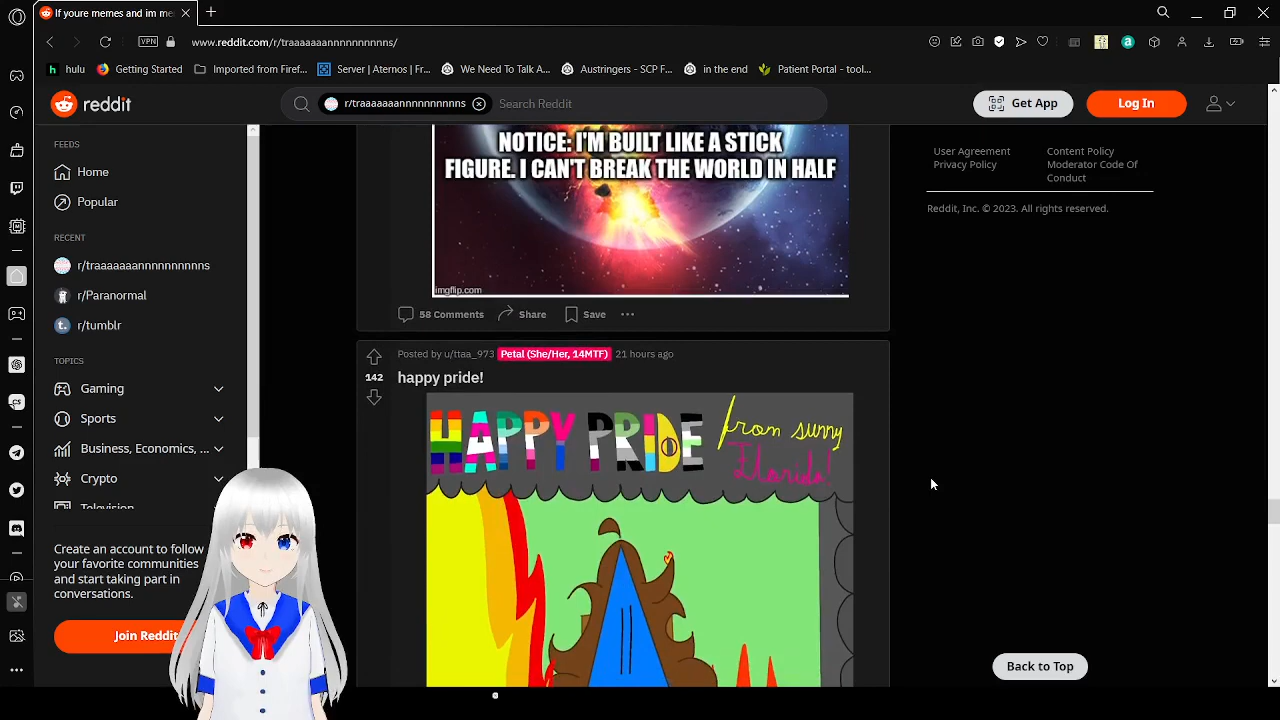 If youre memes and im me
www.reddit.com/r/traaaaaaannnnnnnnnns/
VPN
hulu
Getting Started
Imported from Firef...
Server | Aternos | Fr...
We Need To Talk A...
Austringers - SCP F...
in the end
Patient Portal - tool...
reddit
r/traaaaaaannnnnnnnnns
Search Reddit
Get App
Log In
FEEDS
Home
Popular
RECENT
r/traaaaaaannnnnnnnnns
r/Paranormal
r/tumblr
TOPICS
Gaming
Sports
Business, Economics, ...
Crypto
Television
Create an account to follow
your favorite communities
and start taking part in
conversations.
Join Reddit
NOTICE: I'M BUILT LIKE A STICK
FIGURE. I CAN'T BREAK THE WORLD IN HALF
imgflip.com
58 Comments
Share
Save
Posted by u/ttaa_973 Petal (She/Her, 14MTF) 21 hours ago
142
happy pride!
HAPPY PRIDE from sunny
Florida!
User Agreement
Privacy Policy
Content Policy
Moderator Code Of
Conduct
Reddit, Inc. © 2023. All rights reserved.
Back to Top